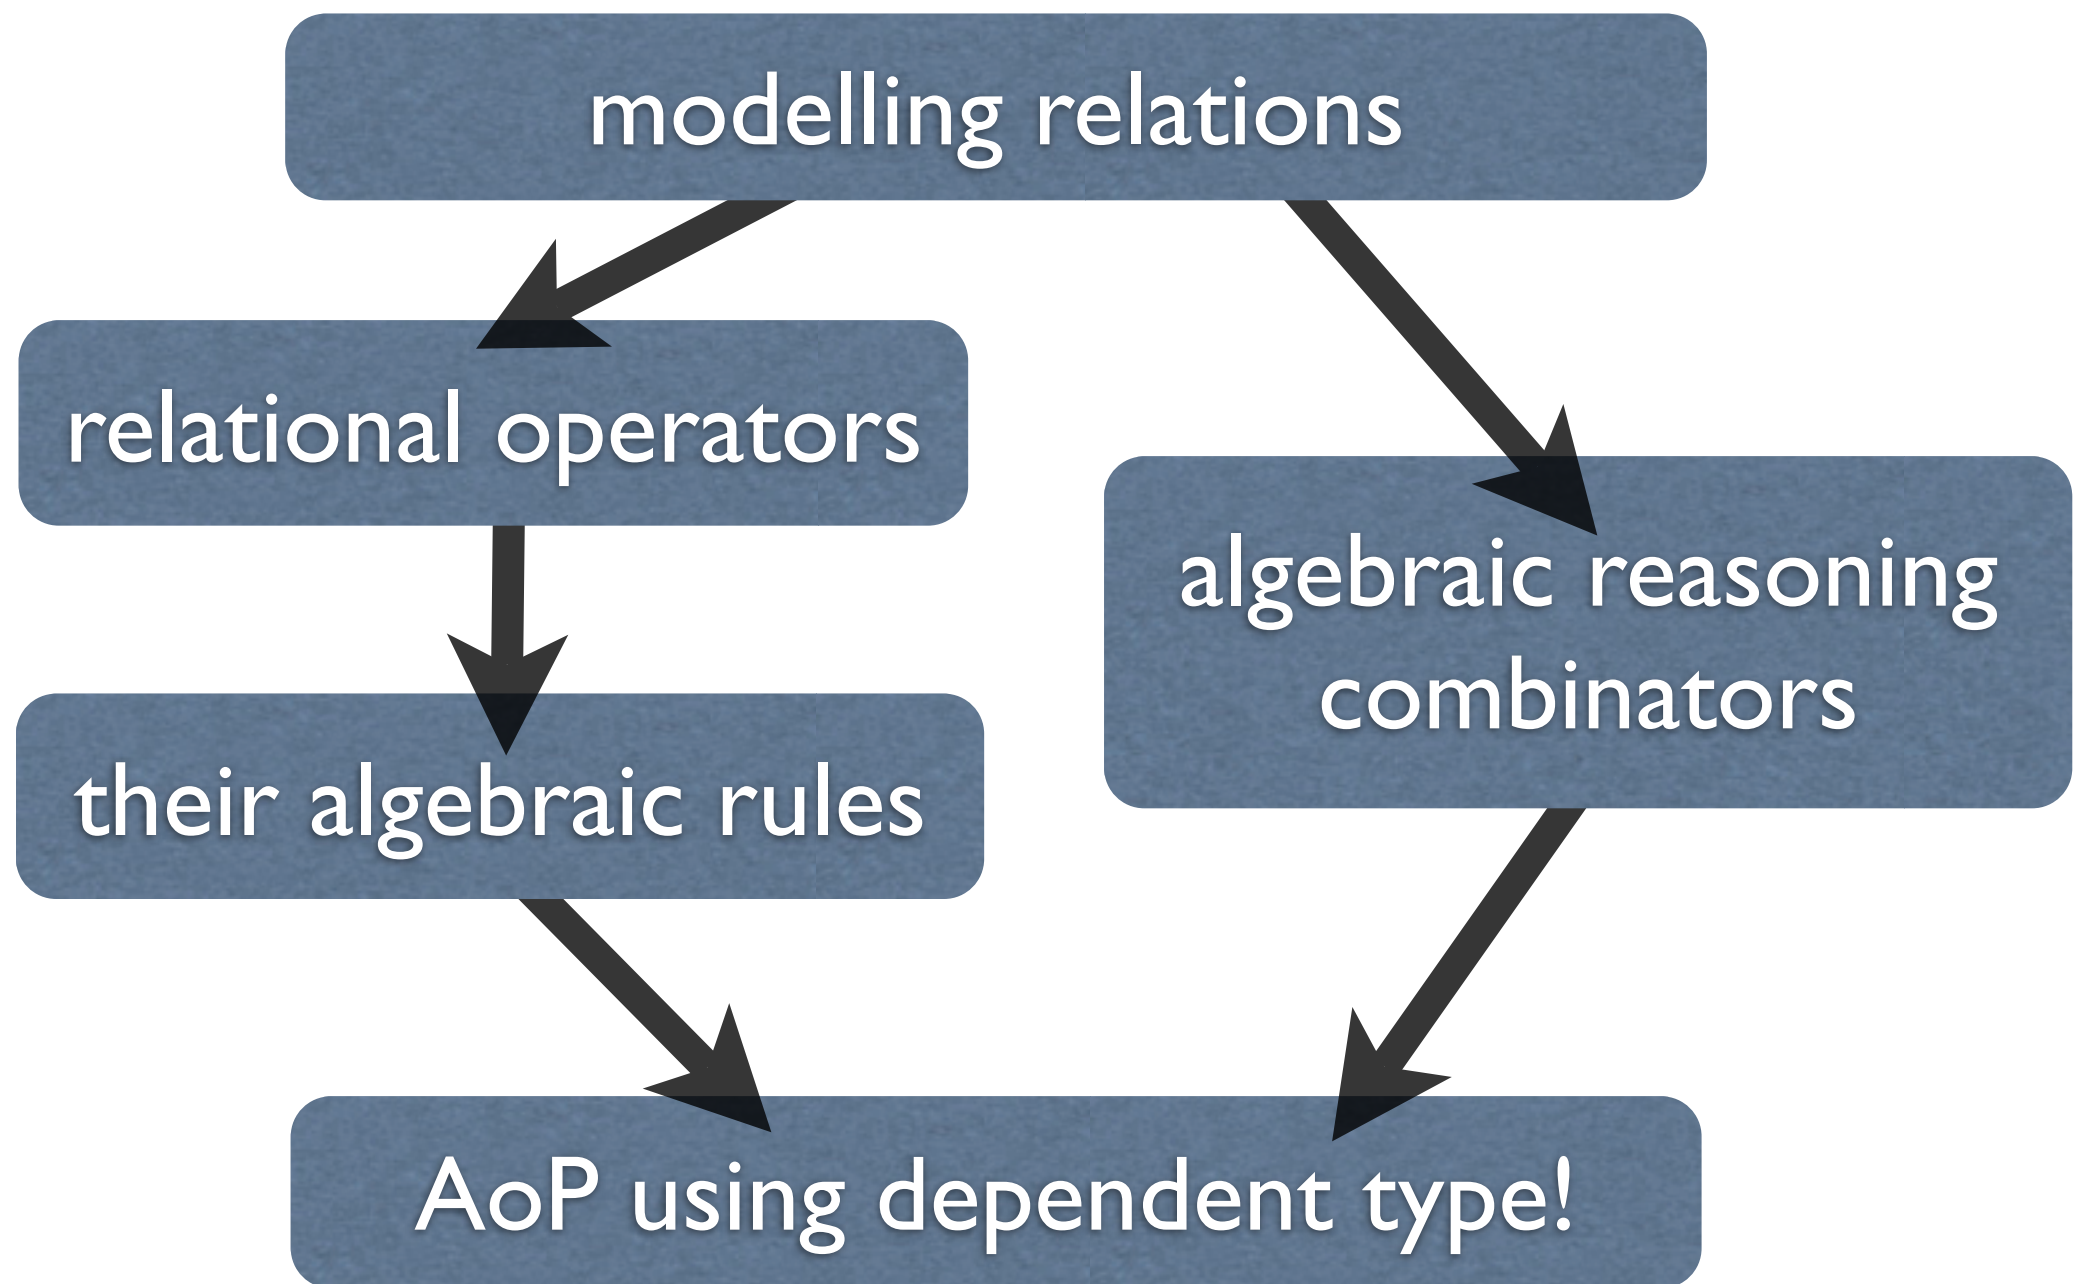 modelling relations
relational operators
algebraic reasoning
combinators
their algebraic rules
AoP using dependent type!